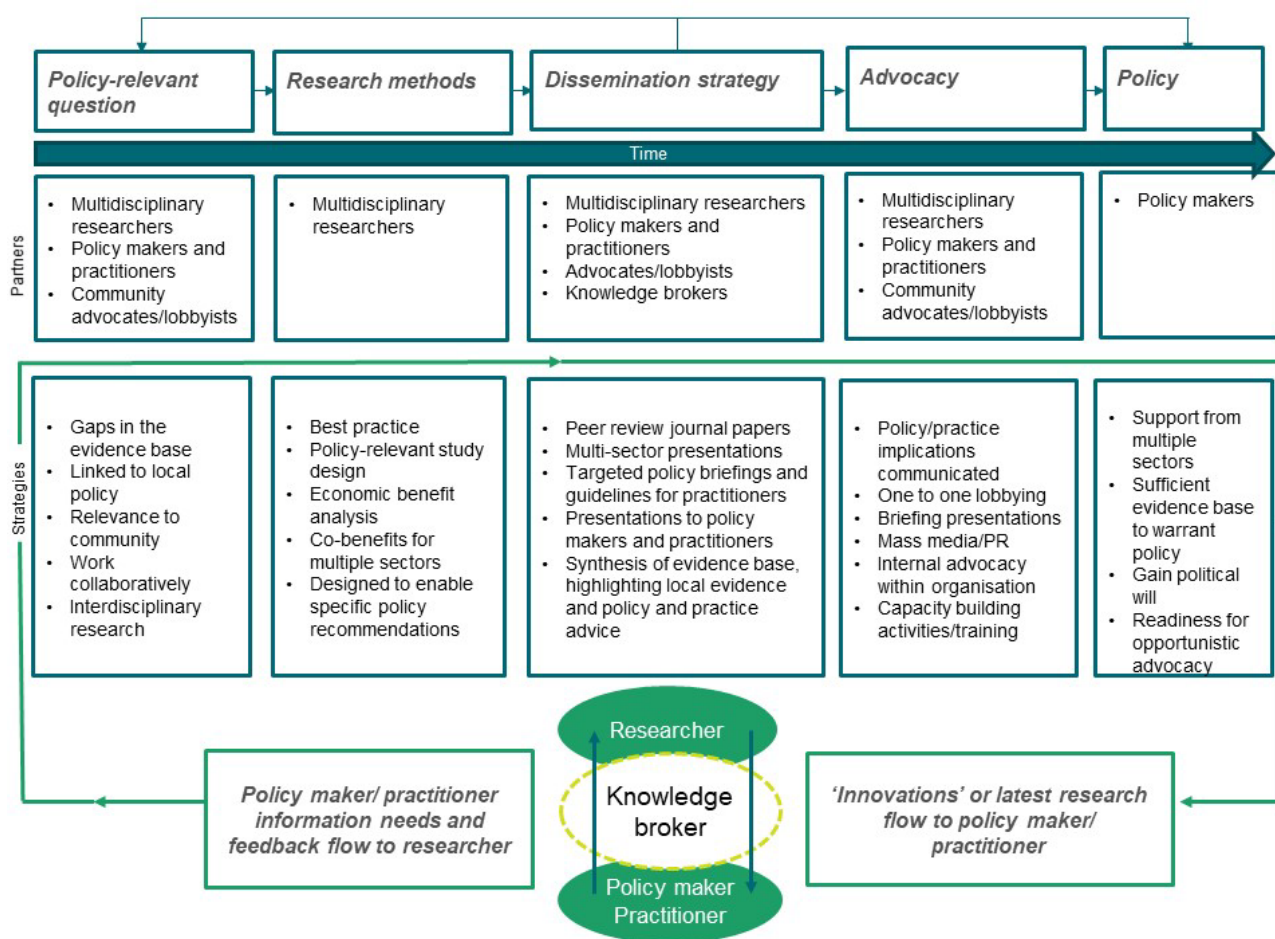 Policy-relevant
question
Research methods
Dissemination strategy
Advocacy
Policy
Time
Partners
• Multidisciplinary
researchers
• Policy makers and
practitioners
• Community
advocates/lobbyists
• Multidisciplinary
researchers
• Multidisciplinary researchers
• Policy makers and
practitioners
• Advocates/lobbyists
• Knowledge brokers
• Multidisciplinary
researchers
• Policy makers and
practitioners
• Community
advocates/lobbyists
• Policy makers
Strategies
• Gaps in the
evidence base
• Linked to local
policy
• Relevance to
community
• Work
collaboratively
• Interdisciplinary
research
• Best practice
• Policy-relevant study
design
• Economic benefit
analysis
• Co-benefits for
multiple sectors
• Designed to enable
specific policy
recommendations
• Peer review journal papers
• Multi-sector presentations
• Targeted policy briefings and
guidelines for practitioners
• Presentations to policy
makers and practitioners
• Synthesis of evidence base,
highlighting local evidence
and policy and practice
advice
• Policy/practice
implications
communicated
• One to one lobbying
• Briefing presentations
• Mass media/PR
• Internal advocacy
within organisation
• Capacity building
activities/training
• Support from
multiple
sectors
• Sufficient
evidence base
to warrant
policy
• Gain political
will
• Readiness for
opportunistic
advocacy
Policy maker/ practitioner
information needs and
feedback flow to researcher
Researcher
Knowledge
broker
Policy maker
Practitioner
‘Innovations’ or latest research
flow to policy maker/
practitioner